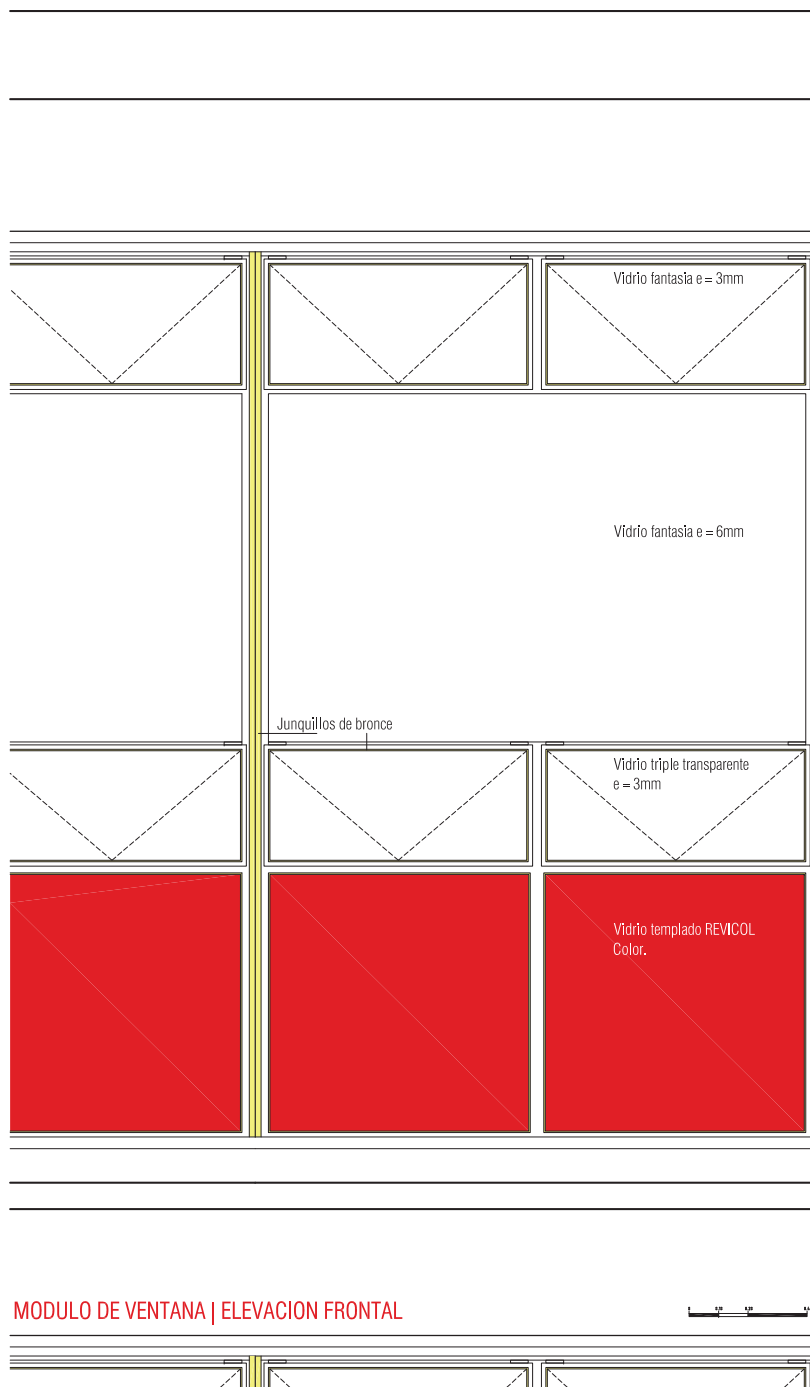 Vidrio fantasia e = 3mm
Vidrio fantasia e = 6mm
Junquillos de bronce
Vidrio triple transparente
e = 3mm
Vidrio templado REVICOL
Color.
MODULO DE VENTANA | ELEVACION FRONTAL